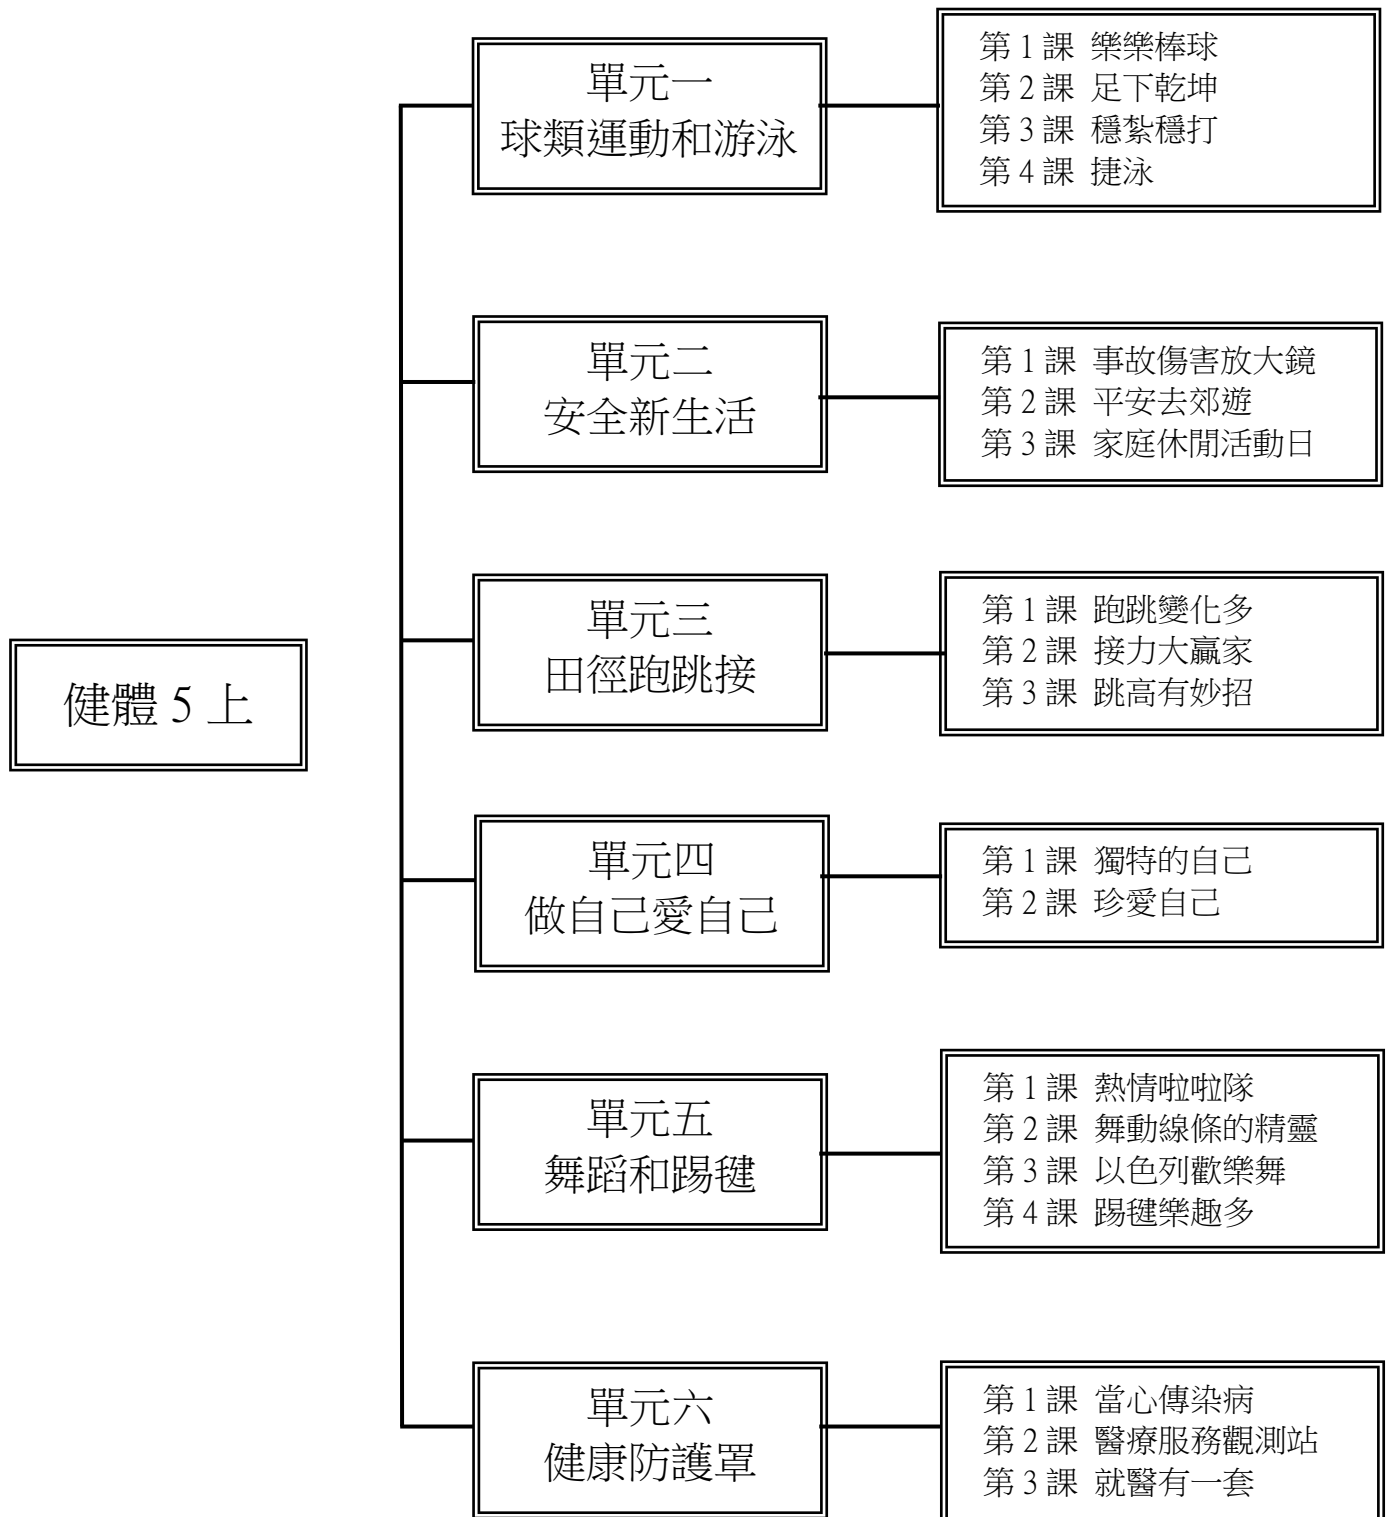 健體 5 上
單元一
球類運動和游泳
第 1 課 樂樂棒球
第 2 課 足下乾坤
第 3 課 穩紮穩打
第 4 課 捷泳
單元二
安全新生活
第 1 課 事故傷害放大鏡
第 2 課 平安去郊遊
第 3 課 家庭休閒活動日
單元三
田徑跑跳接
第 1 課 跑跳變化多
第 2 課 接力大贏家
第 3 課 跳高有妙招
單元四
做自己愛自己
第 1 課 獨特的自己
第 2 課 珍愛自己
單元五
舞蹈和踢毽
第 1 課 熱情啦啦隊
第 2 課 舞動線條的精靈
第 3 課 以色列歡樂舞
第 4 課 踢毽樂趣多
單元六
健康防護罩
第 1 課 當心傳染病
第 2 課 醫療服務觀測站
第 3 課 就醫有一套